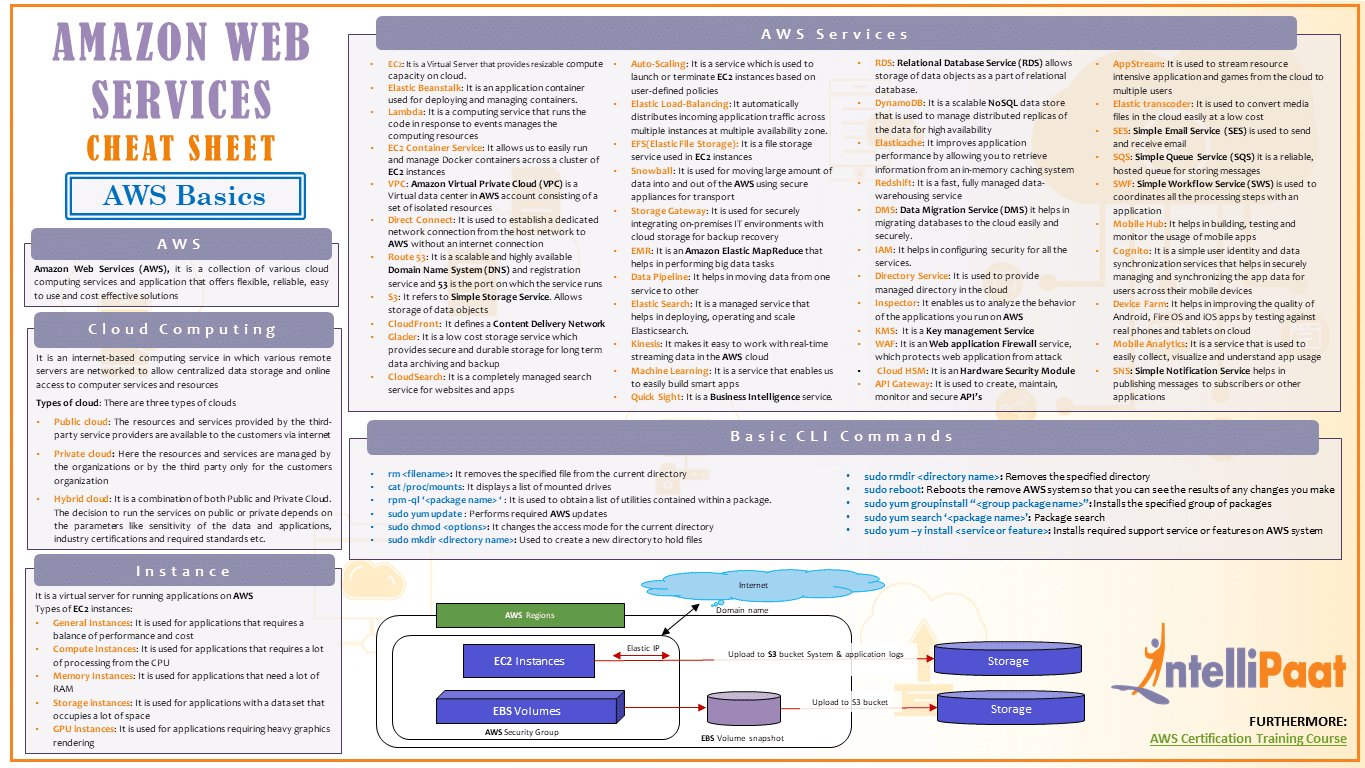 AMAZON WEB
SERVICES
CHEAT SHEET
AWS Basics
AWS
Amazon Web Services (AWS), it is a collection of various cloud
computing services and application that offers flexible, reliable, easy
to use and cost effective solutions
Cloud Computing
It is an internet-based computing service in which various remote
servers are networked to allow centralized data storage and online
access to computer services and resources
Types of cloud: There are three types of clouds
• Public cloud: The resources and services provided by the third-
party service providers are available to the customers via internet
• Private cloud: Here the resources and services are managed by
the organizations or by the third party only for the customers
organization
• Hybrid cloud: It is a combination of both Public and Private Cloud.
The decision to run the services on public or private depends on
the parameters like sensitivity of the data and applications,
industry certifications and required standards etc.
Instance
It is a virtual server for running applications on AWS
Types of EC2 instances:
• General Instances: It is used for applications that requires a
balance of performance and cost
• Compute Instances: It is used for applications that requires a lot
of processing from the CPU
• Memory Instances: It is used for applications that need a lot of
RAM
• Storage instances: It is used for applications with a data set that
occupies a lot of space
• GPU instances: It is used for applications requiring heavy graphics
rendering
AWS Services
• EC2: It is a Virtual Server that provides resizable compute
capacity on cloud.
• Elastic Beanstalk: It is an application container
used for deploying and managing containers.
• Lambda: It is a computing service that runs the
code in response to events manages the
computing resources
• EC2 Container Service: It allows us to easily run
and manage Docker containers across a cluster of
EC2 instances
• VPC: Amazon Virtual Private Cloud (VPC) is a
Virtual data center in AWS account consisting of a
set of isolated resources
• Direct Connect: It is used to establish a dedicated
network connection from the host network to
AWS without an internet connection
• Route 53: It is a scalable and highly available
Domain Name System (DNS) and registration
service and 53 is the port on which the service runs
• S3: It refers to Simple Storage Service. Allows
storage of data objects
• CloudFront: It defines a Content Delivery Network
• Glacier: It is a low cost storage service which
provides secure and durable storage for long term
data archiving and backup
• CloudSearch: It is a completely managed search
service for websites and apps
• Auto-Scaling: It is a service which is used to
launch or terminate EC2 instances based on
user-defined policies
• Elastic Load-Balancing: It automatically
distributes incoming application traffic across
multiple instances at multiple availability zone.
• EFS(Elastic File Storage): It is a file storage
service used in EC2 instances
• Snowball: It is used for moving large amount of
data into and out of the AWS using secure
appliances for transport
• Storage Gateway: It is used for securely
integrating on-premises IT environments with
cloud storage for backup recovery
• EMR: It is an Amazon Elastic MapReduce that
helps in performing big data tasks
• Data Pipeline: It helps in moving data from one
service to other
• Elastic Search: It is a managed service that
helps in deploying, operating and scale
Elasticsearch.
• Kinesis: It makes it easy to work with real-time
streaming data in the AWS cloud
• Machine Learning: It is a service that enables us
to easily build smart apps
• Quick Sight: It is a Business Intelligence service.
• RDS: Relational Database Service (RDS) allows
storage of data objects as a part of relational
database.
• DynamoDB: It is a scalable NoSQL data store
that is used to manage distributed replicas of
the data for high availability
• Elasticache: It improves application
performance by allowing you to retrieve
information from an in-memory caching system
• Redshift: It is a fast, fully managed data-
warehousing service
• DMS: Data Migration Service (DMS) it helps in
migrating databases to the cloud easily and
securely.
• IAM: It helps in configuring security for all the
services.
• Directory Service: It is used to provide
managed directory in the cloud
• Inspector: It enables us to analyze the behavior
of the applications you run on AWS
• KMS: It is a Key management Service
• WAF: It is an Web application Firewall service,
which protects web application from attack
• Cloud HSM: It is an Hardware Security Module
• API Gateway: It is used to create, maintain,
monitor and secure API's
• AppStream: It is used to stream resource
intensive application and games from the cloud to
multiple users
• Elastic transcoder: It is used to convert media
files in the cloud easily at a low cost
• SES: Simple Email Service (SES) is used to send
and receive email
• SQS: Simple Queue Service (SQS) it is a reliable,
hosted queue for storing messages
• SWF: Simple Workflow Service (SWS) is used to
coordinates all the processing steps with an
application
• Mobile Hub: It helps in building, testing and
monitor the usage of mobile apps
• Cognito: It is a simple user identity and data
synchronization services that helps in securely
managing and synchronizing the app data for
users across their mobile devices
• Device Farm: It helps in improving the quality of
Android, Fire OS and iOS apps by testing against
real phones and tablets on cloud
• Mobile Analytics: It is a service that is used to
easily collect, visualize and understand app usage
• SNS: Simple Notification Service helps in
publishing messages to subscribers or other
applications
Basic CLI Commands
• rm <filename>: It removes the specified file from the current directory
• cat /proc/mounts: It displays a list of mounted drives
• rpm -ql ‘<package name> ‘ : It is used to obtain a list of utilities contained within a package.
• sudo yum update : Performs required AWS updates
• sudo chmod <options>: It changes the access mode for the current directory
• sudo mkdir <directory name>: Used to create a new directory to hold files
• sudo rmdir <directory name>: Removes the specified directory
• sudo reboot: Reboots the remove AWS system so that you can see the results of any changes you make
• sudo yum groupinstall “<group package name>”: Installs the specified group of packages
• sudo yum search ‘<package name>’: Package search
• sudo yum –y install <service or feature>: Installs required support service or features on AWS system
Internet
Domain name
AWS Regions
EC2 Instances
Elastic IP
Upload to S3 bucket System & application logs
Storage
EBS Volumes
Upload to S3 bucket
Storage
AWS Security Group
EBS Volume snapshot
IntelliPaat
FURTHERMORE:
AWS Certification Training Course